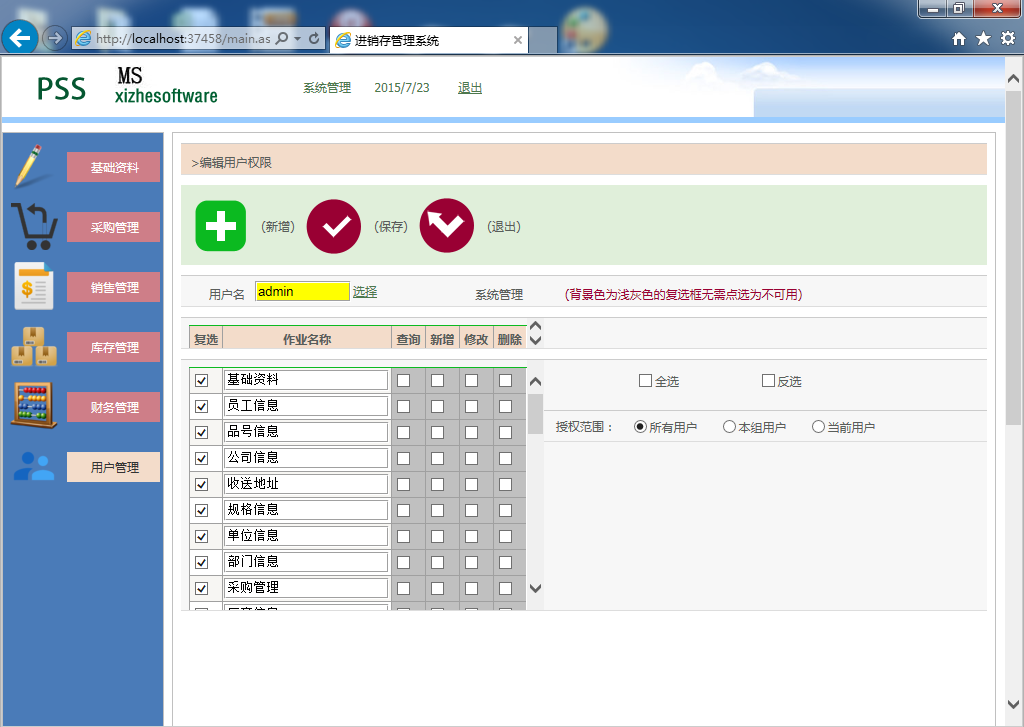 http://localhost:37458/main.as
进销存管理系统
PSS
MS
xizhesoftware
系统管理 2015/7/23 退出
基础资料
采购管理
销售管理
库存管理
财务管理
用户管理
>编辑用户权限
(新增) (保存) (退出)
用户名 admin 选择 系统管理 (背景色为浅灰色的复选框无需点选为不可用)
复选 作业名称 查询 新增 修改 删除
基础资料
员工信息
品号信息
公司信息
收送地址
规格信息
单位信息
部门信息
采购管理
全选 反选
授权范围： 所有用户 本组用户 当前用户